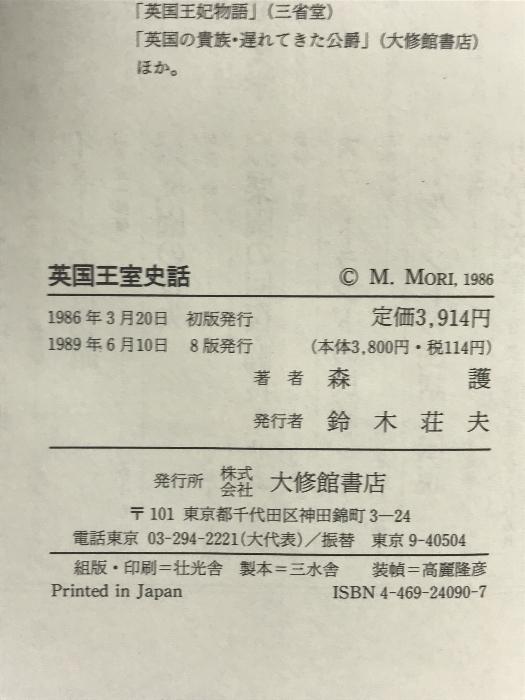 「英国王妃物語」(三省堂)
「英国の貴族・遅れてきた公爵」(大修館書店)
ほか。
英国王室史話 © M. MORI, 1986
1986年3月20日 初版発行 定価3,914円
1989年6月10日 8版発行 (本体3,800円・税114円)
著者 森護
発行者 鈴木荘夫
発行所 株式会社 大修館書店
〒101 東京都千代田区神田錦町3—24
電話東京 03-294-2221(大代表)／振替 東京9-40504
組版・印刷＝壮光舎 製本＝三水舎 装幀＝高麗隆彦
Printed in Japan ISBN 4-469-24090-7